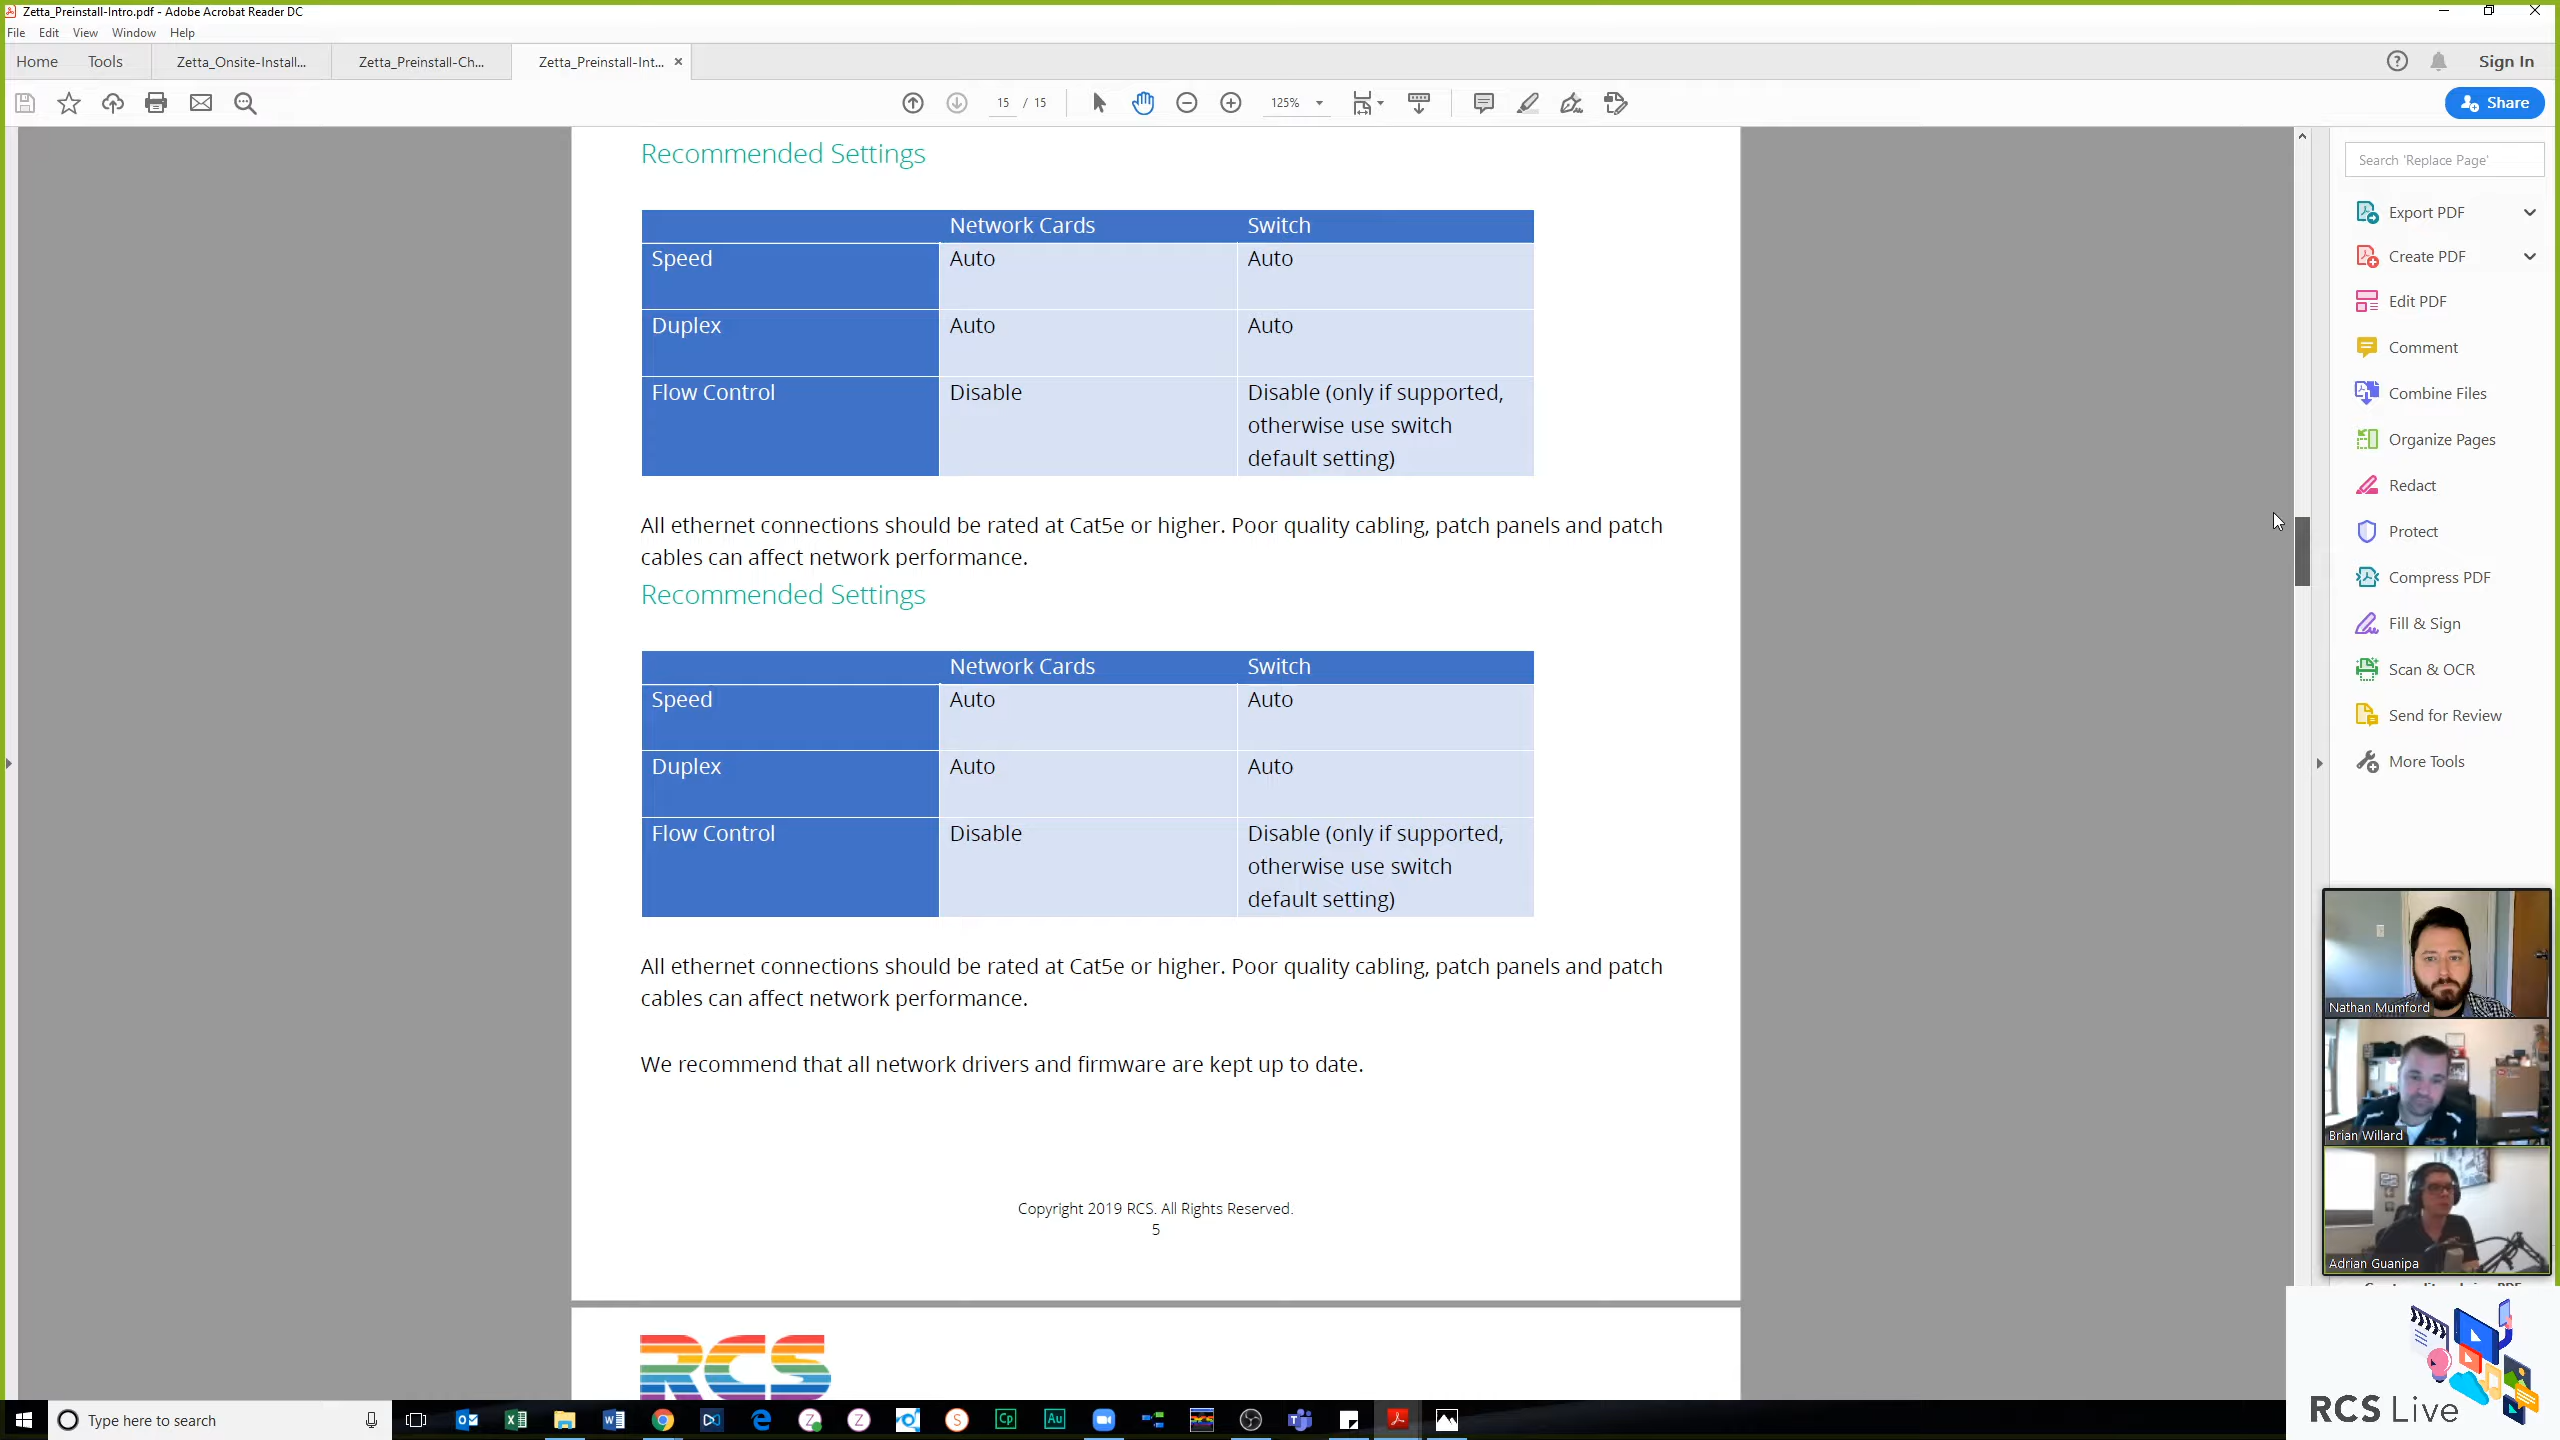 Zetta_Preinstall-Intro.pdf - Adobe Acrobat Reader DC
File Edit View Window Help
Home Tools Zetta_Onsite-Install... Zetta_Preinstall-Ch... Zetta_Preinstall-Int... Sign In
15 / 15 125% Share
Search 'Replace Page'
Export PDF
Create PDF
Edit PDF
Comment
Combine Files
Organize Pages
Redact
Protect
Compress PDF
Fill & Sign
Scan & OCR
Send for Review
More Tools
Recommended Settings
Network Cards Switch
Speed Auto Auto
Duplex Auto Auto
Flow Control Disable Disable (only if supported,
otherwise use switch
default setting)
All ethernet connections should be rated at Cat5e or higher. Poor quality cabling, patch panels and patch
cables can affect network performance.
Recommended Settings
Network Cards Switch
Speed Auto Auto
Duplex Auto Auto
Flow Control Disable Disable (only if supported,
otherwise use switch
default setting)
All ethernet connections should be rated at Cat5e or higher. Poor quality cabling, patch panels and patch
cables can affect network performance.
We recommend that all network drivers and firmware are kept up to date.
Copyright 2019 RCS. All Rights Reserved.
5
RCS
Nathan Mumford
Brian Willard
Adrian Guanipa
RCS Live
Type here to search